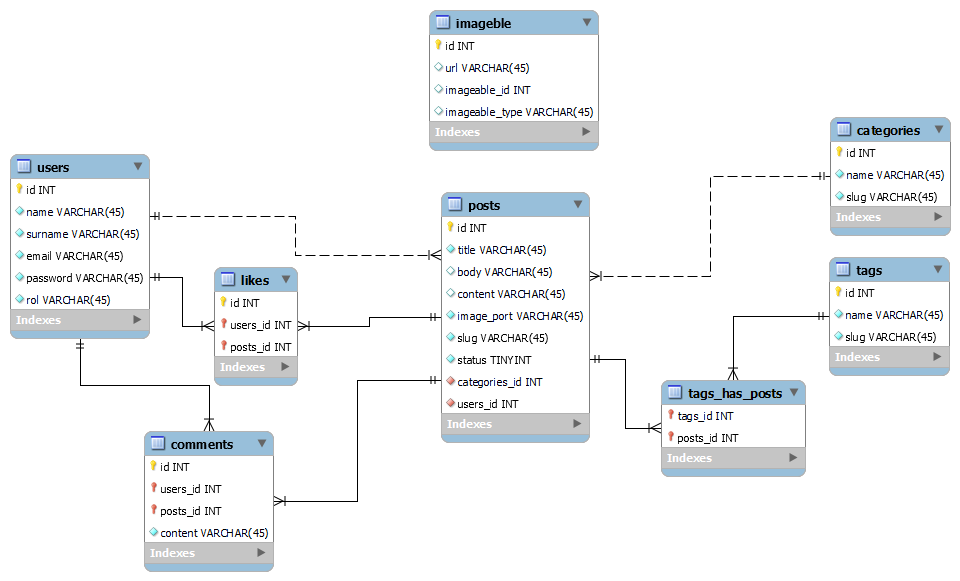 imageble
id INT
url VARCHAR(45)
imageable_id INT
imageable_type VARCHAR(45)
Indexes
users
id INT
name VARCHAR(45)
surname VARCHAR(45)
email VARCHAR(45)
password VARCHAR(45)
rol VARCHAR(45)
Indexes
likes
id INT
users_id INT
posts_id INT
Indexes
comments
id INT
users_id INT
posts_id INT
content VARCHAR(45)
Indexes
posts
id INT
title VARCHAR(45)
body VARCHAR(45)
content VARCHAR(45)
image_port VARCHAR(45)
slug VARCHAR(45)
status TINYINT
categories_id INT
users_id INT
Indexes
categories
id INT
name VARCHAR(45)
slug VARCHAR(45)
Indexes
tags
id INT
name VARCHAR(45)
slug VARCHAR(45)
Indexes
tags_has_posts
tags_id INT
posts_id INT
Indexes